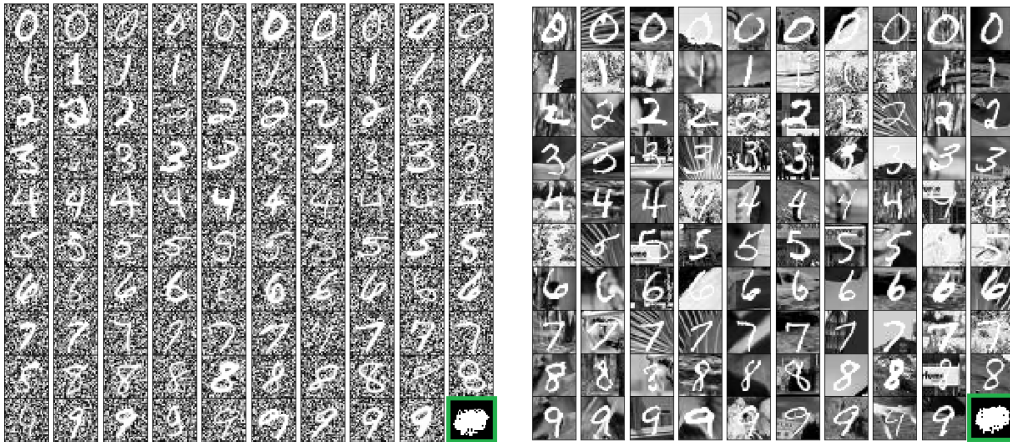 0 0 0 0 0 0 0 0 0 0 0 0 0 0 0 0 0 0 0 0
1 1 1 1 1 1 1 1 1 1 1 1 1 1 1 1 1 1 1 1
2 2 2 2 2 2 2 2 2 2 2 2 2 2 2 2 2 2 2 2
3 3 3 3 3 3 3 3 3 3 3 3 3 3 3 3 3 3 3 3
4 4 4 4 4 4 4 4 4 4 4 4 4 4 4 4 4 4 4 4
5 5 5 5 5 5 5 5 5 5 5 5 5 5 5 5 5 5 5 5
6 6 6 6 6 6 6 6 6 6 6 6 6 6 6 6 6 6 6 6
7 7 7 7 7 7 7 7 7 7 7 7 7 7 7 7 7 7 7 7
8 8 8 8 8 8 8 8 8 8 8 8 8 8 8 8 8 8 8 8
9 9 9 9 9 9 9 9 9 9 9 9 9 9 9 9 9 9